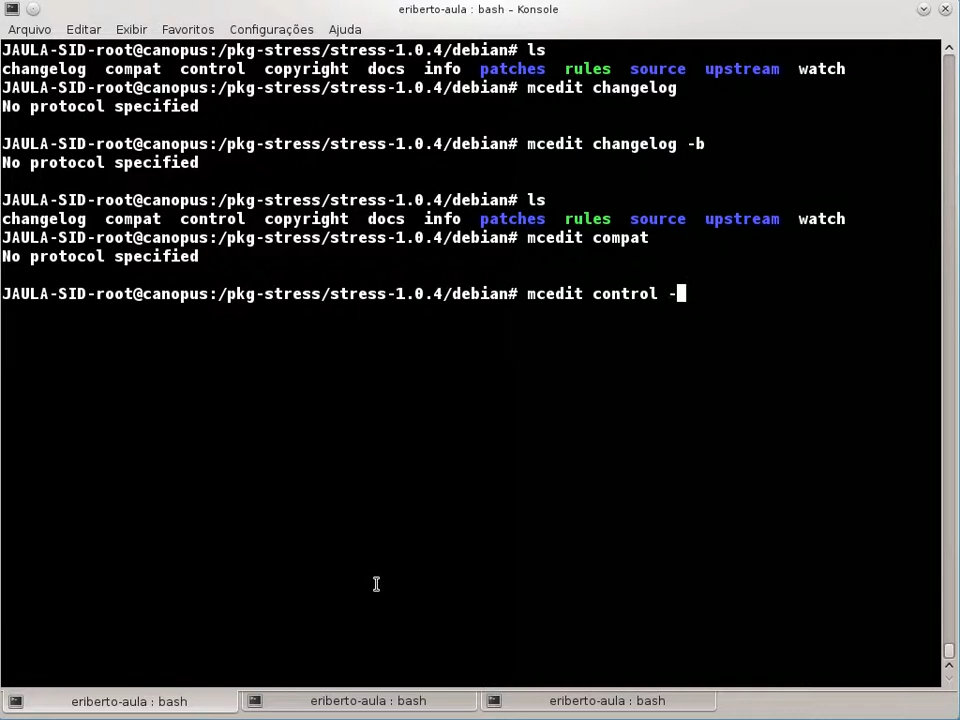 eriberto-aula : bash – Konsole
Arquivo Editar Exibir Favoritos Configurações Ajuda
JAULA-SID-root@canopus:/pkg-stress/stress-1.0.4/debian# ls
changelog compat control copyright docs info patches rules source upstream watch
JAULA-SID-root@canopus:/pkg-stress/stress-1.0.4/debian# mcedit changelog
No protocol specified
JAULA-SID-root@canopus:/pkg-stress/stress-1.0.4/debian# mcedit changelog -b
No protocol specified
JAULA-SID-root@canopus:/pkg-stress/stress-1.0.4/debian# ls
changelog compat control copyright docs info patches rules source upstream watch
JAULA-SID-root@canopus:/pkg-stress/stress-1.0.4/debian# mcedit compat
No protocol specified
JAULA-SID-root@canopus:/pkg-stress/stress-1.0.4/debian# mcedit control -
eriberto-aula : bash eriberto-aula : bash eriberto-aula : bash